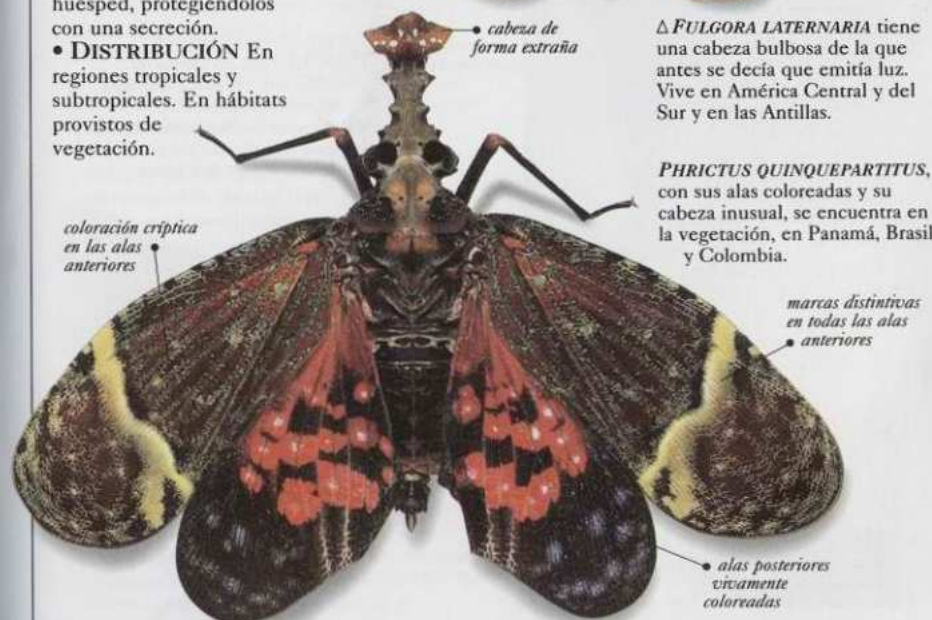 huésped, protegiéndolos
con una secreción.
• DISTRIBUCIÓN En
regiones tropicales y
subtropicales. En hábitats
provistos de
vegetación.
coloración críptica
en las alas
anteriores
cabeza de
forma extraña
△ FULGORA LATERNARIA tiene
una cabeza bulbosa de la que
antes se decía que emitía luz.
Vive en América Central y del
Sur y en las Antillas.
PHRICTUS QUINQUEPARTITUS,
con sus alas coloreadas y su
cabeza inusual, se encuentra en
la vegetación, en Panamá, Brasil
y Colombia.
marcas distintivas
en todas las alas
anteriores
alas posteriores
vivamente
coloreadas